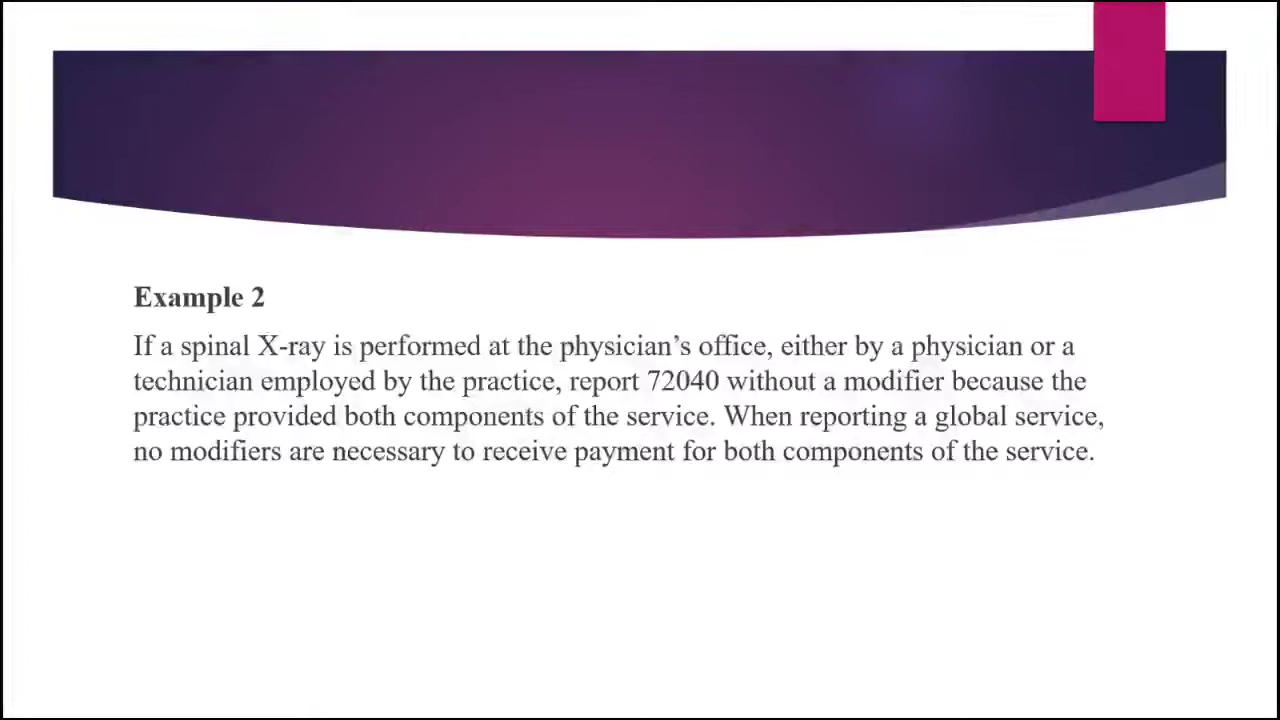 Example 2
If a spinal X-ray is performed at the physician’s office, either by a physician or a
technician employed by the practice, report 72040 without a modifier because the
practice provided both components of the service. When reporting a global service,
no modifiers are necessary to receive payment for both components of the service.